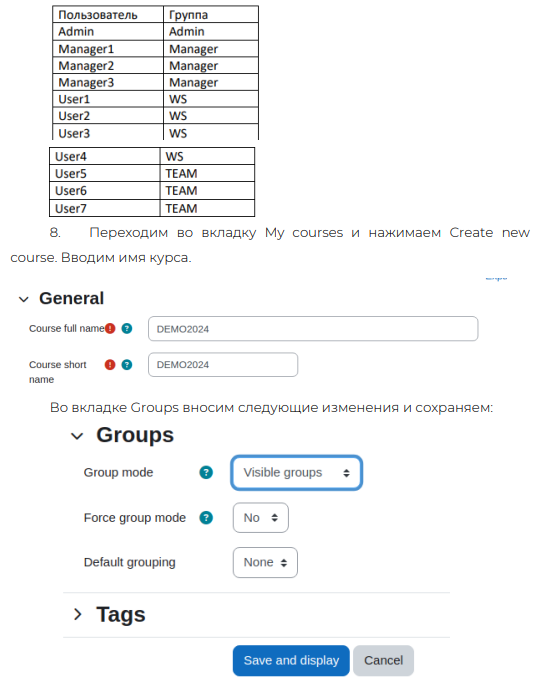 Пользователь Группа
Admin Admin
Manager1 Manager
Manager2 Manager
Manager3 Manager
User1 WS
User2 WS
User3 WS
User4 WS
User5 TEAM
User6 TEAM
User7 TEAM
8. Переходим во вкладку My courses и нажимаем Create new
course. Вводим имя курса.
General
Course full name ! ? DEMO2024
Course short ! ? DEMO2024
name
Во вкладке Groups вносим следующие изменения и сохраняем:
Groups
Group mode ? Visible groups
Force group mode ? No
Default grouping None
Tags
Save and display Cancel